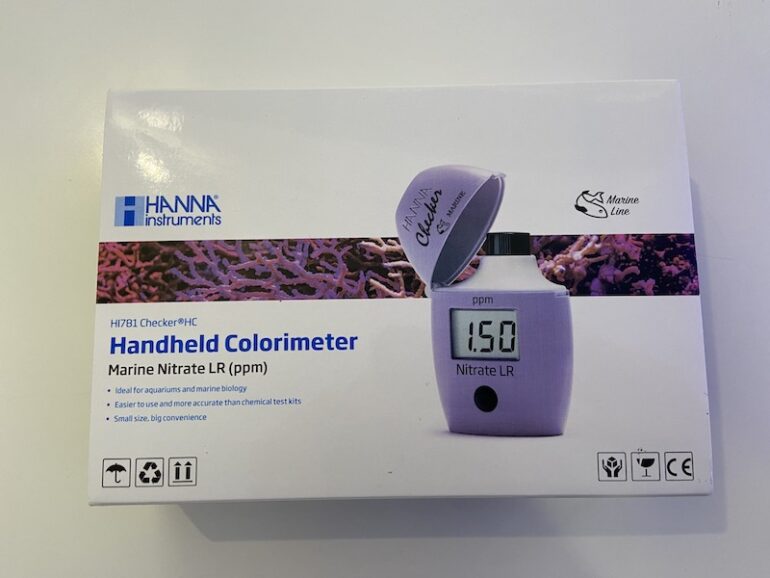 HANNA
instruments
HANNA
Checker
MARINE
Marine
Line
HI781 Checker®HC
Handheld Colorimeter
Marine Nitrate LR (ppm)
• Ideal for aquariums and marine biology
• Easier to use and more accurate than chemical test kits
• Small size, big convenience
ppm
1.50
Nitrate LR
CE